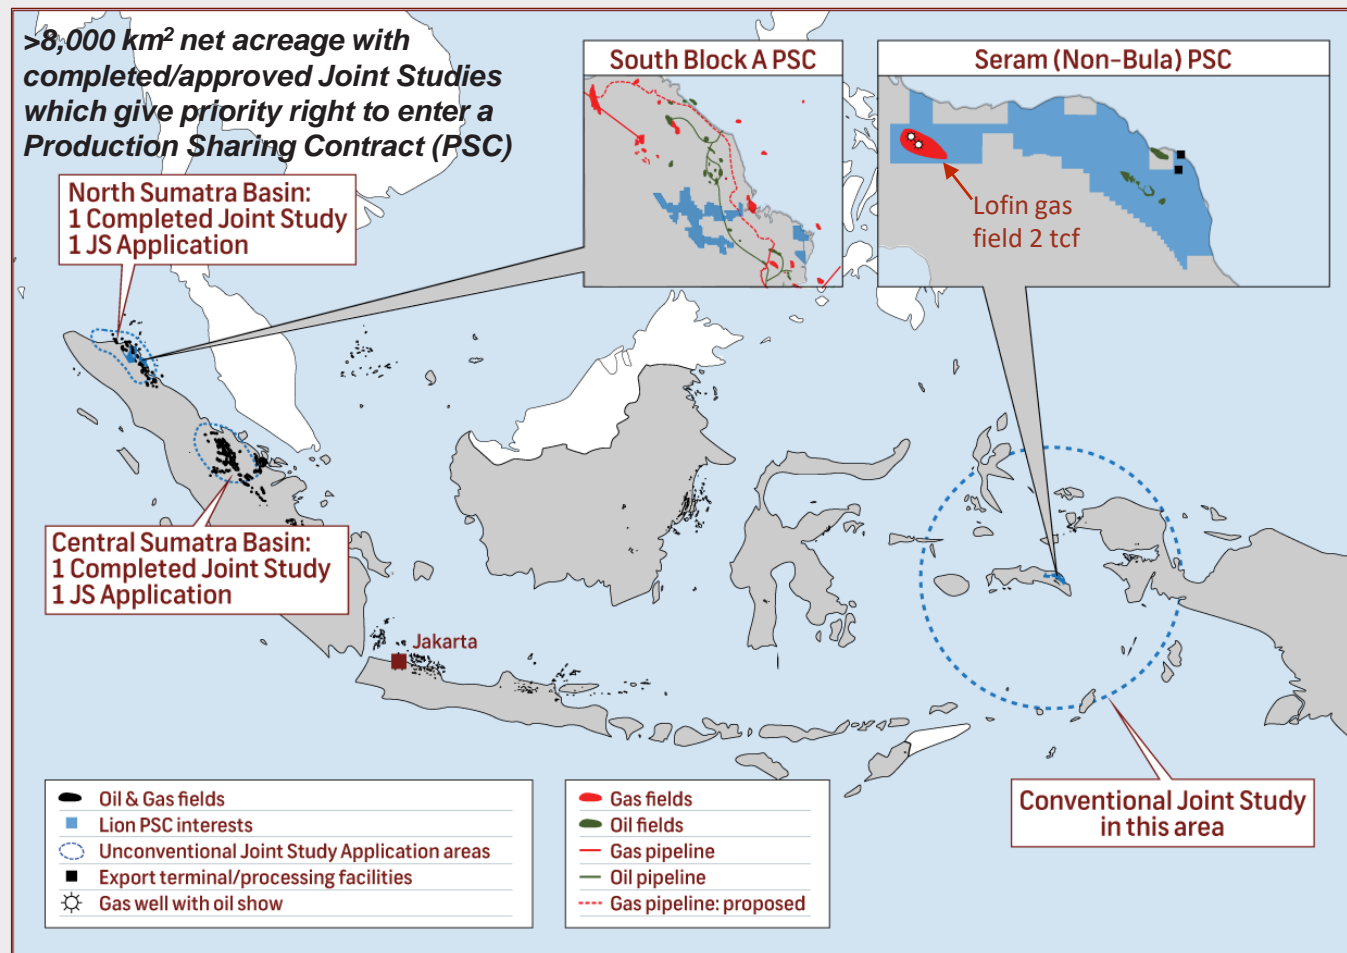 >8,000 km² net acreage with
completed/approved Joint Studies
which give priority right to enter a
Production Sharing Contract (PSC)
South Block A PSC
Seram (Non-Bula) PSC
Lofin gas
field 2 tcf
North Sumatra Basin:
1 Completed Joint Study
1 JS Application
Central Sumatra Basin:
1 Completed Joint Study
1 JS Application
Jakarta
Conventional Joint Study
in this area
Oil & Gas fields
Lion PSC interests
Unconventional Joint Study Application areas
Export terminal/processing facilities
Gas well with oil show
Gas fields
Oil fields
Gas pipeline
Oil pipeline
Gas pipeline: proposed